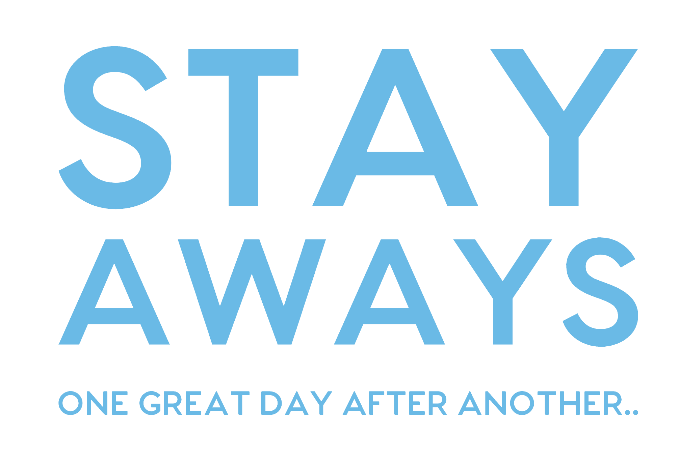 STAY
AWAYS
ONE GREAT DAY AFTER ANOTHER..